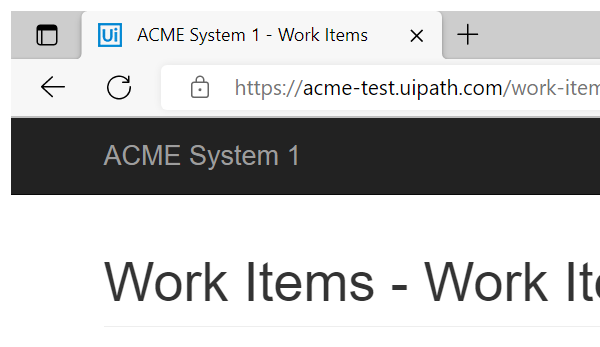 Ui ACME System 1 - Work Items
https://acme-test.uipath.com/work-item
ACME System 1
Work Items - Work Ite